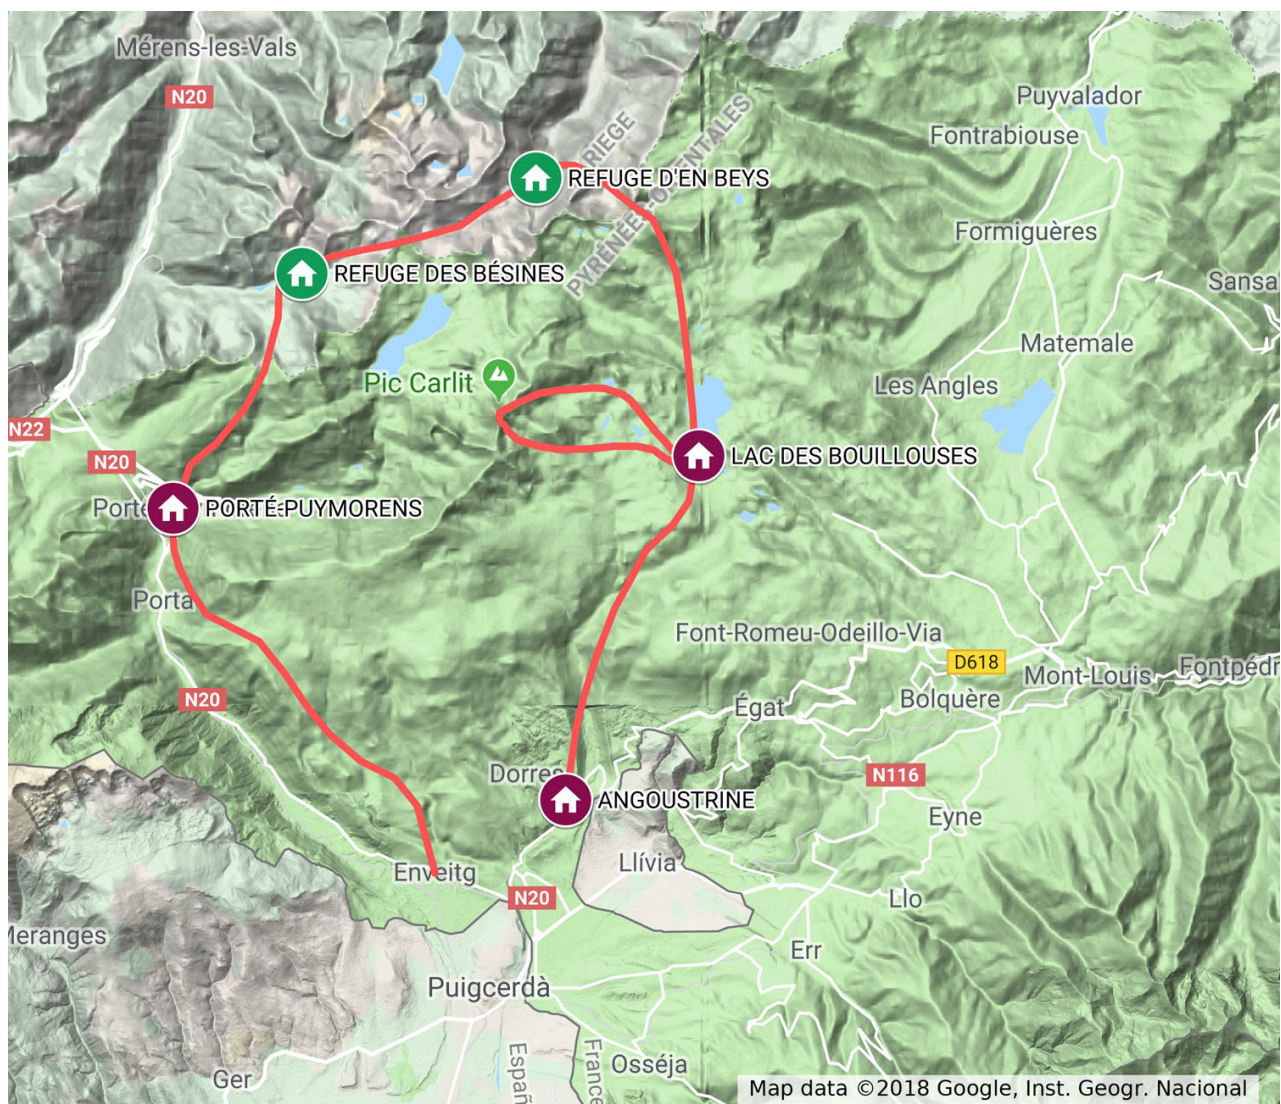 Mérens-les-Vals
N20
Puyvalador
Fontrabiouse
ARIEGE
PYRÉNÉES-ORIENTALES
REFUGE D'EN BEYS
Formiguères
REFUGE DES BÉSINES
Sansa
Matemale
Pic Carlit
Les Angles
N22
N20
LAC DES BOUILLOUSES
PORTÉ-PUYMORENS
Porta
Font-Romeu-Odeillo-Via
D618
Mont-Louis
Fontpédr
N20
Bolquère
Égat
Dorres
N116
ANGOUSTRINE
Eyne
Enveitg
Llívia
N20
Llo
Meranges
Err
Puigcerdà
Osséja
Ger
Españ
France
Map data ©2018 Google, Inst. Geogr. Nacional